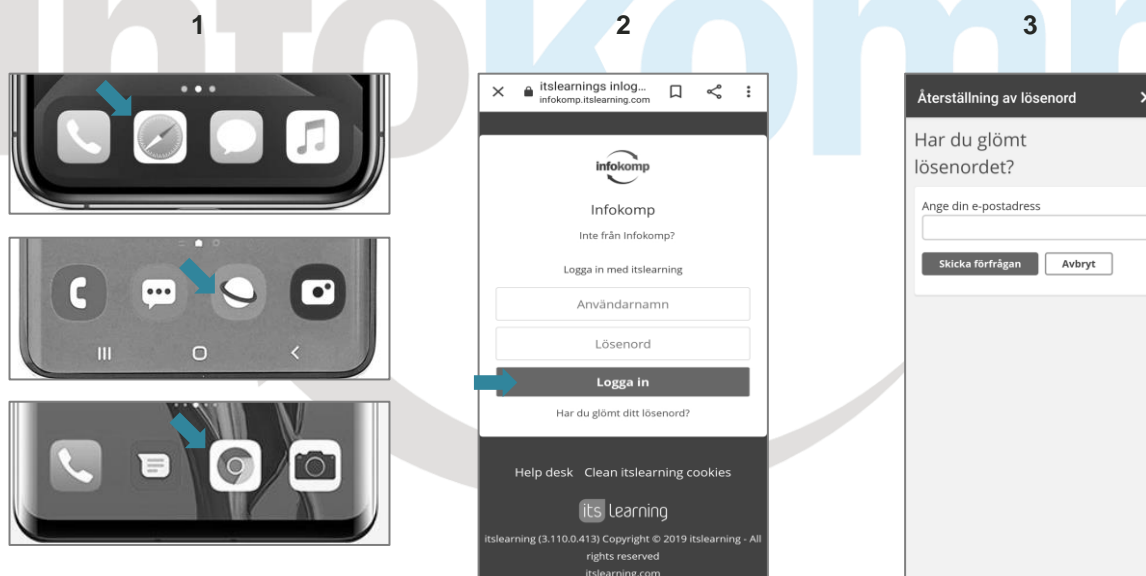 infokomp
1
2
3
itslearnings inlog...
infokomp.itslearning.com
infokomp
Infokomp
Inte från Infokomp?
Logga in med itslearning
Användarnamn
Lösenord
Logga in
Har du glömt ditt lösenord?
Help desk Clean itslearning cookies
its learning
itslearning (3.110.0.413) Copyright © 2019 itslearning - All
rights reserved
itslearning.com
Återställning av lösenord
Har du glömt
lösenordet?
Ange din e-postadress
Skicka förfrågan Avbryt